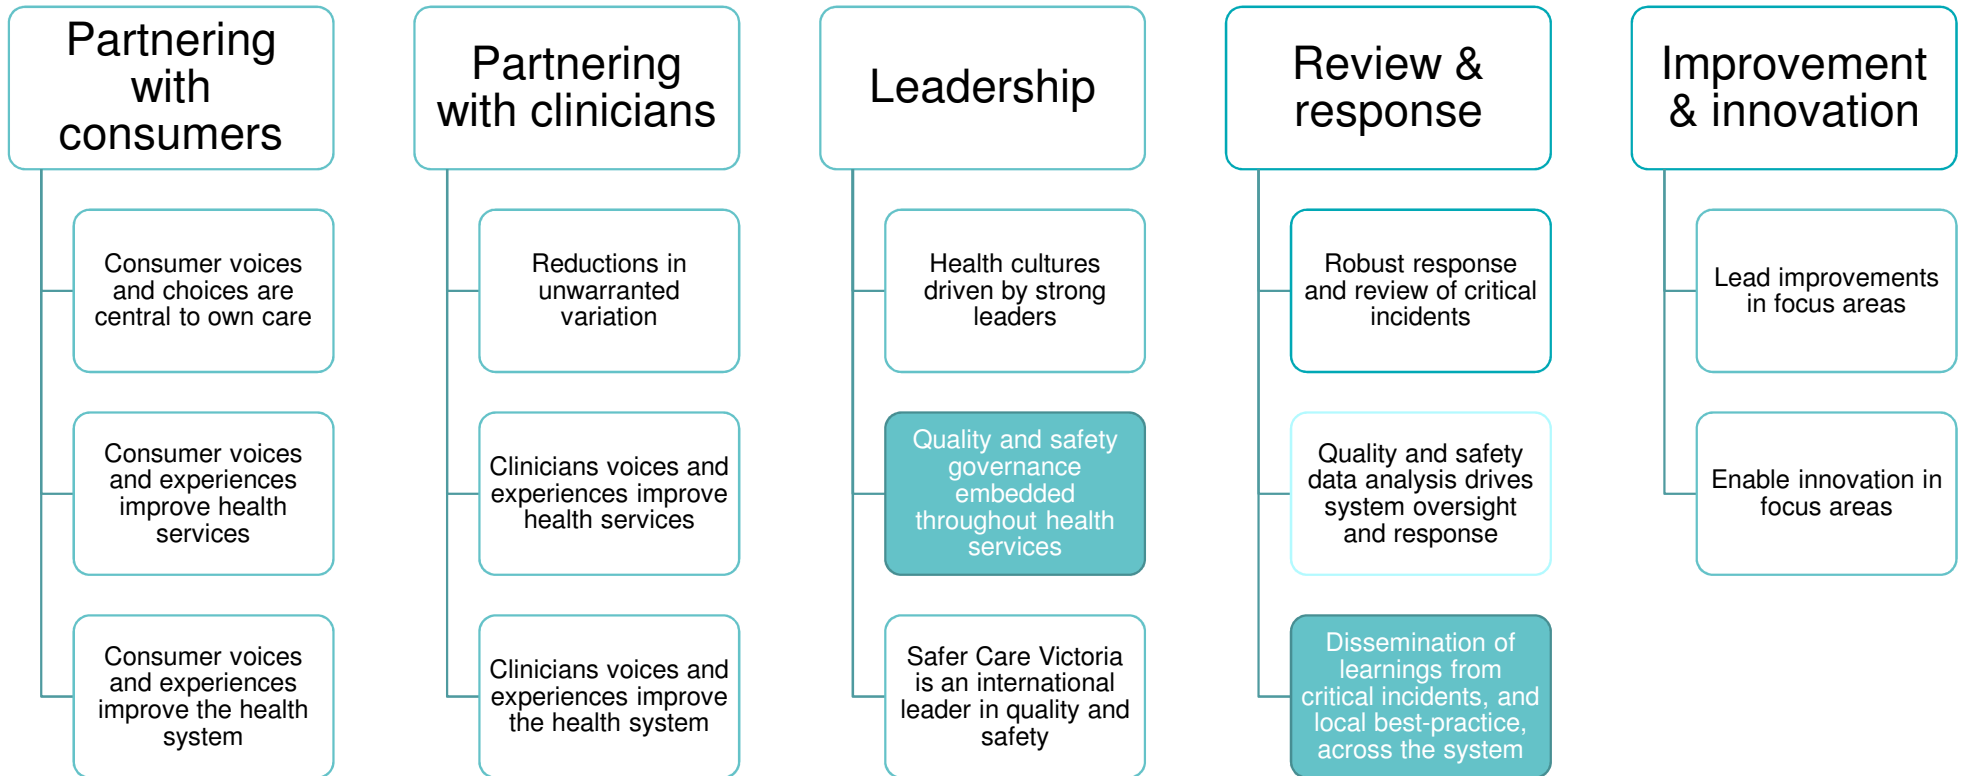 Partnering
with
consumers
Consumer voices
and choices are
central to own care
Consumer voices
and experiences
improve health
services
Consumer voices
and experiences
improve the health
system
Partnering
with clinicians
Reductions in
unwarranted
variation
Clinicians voices and
experiences improve
health services
Clinicians voices and
experiences improve
the health system
Leadership
Health cultures
driven by strong
leaders
Quality and safety
governance
embedded
throughout health
services
Safer Care Victoria
is an international
leader in quality and
safety
Review &
response
Robust response
and review of critical
incidents
Quality and safety
data analysis drives
system oversight
and response
Dissemination of
learnings from
critical incidents, and
local best-practice,
across the system
Improvement
& innovation
Lead improvements
in focus areas
Enable innovation in
focus areas